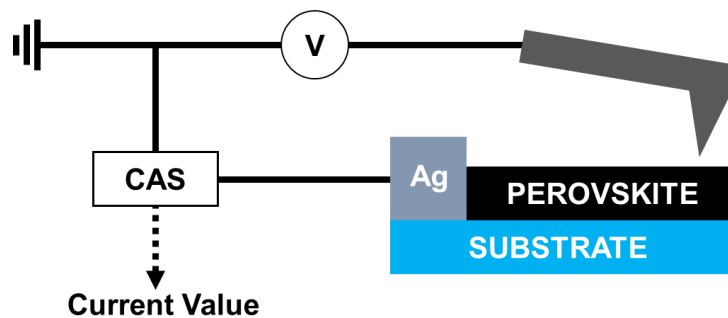 V
CAS
Ag
PEROVSKITE
SUBSTRATE
Current Value